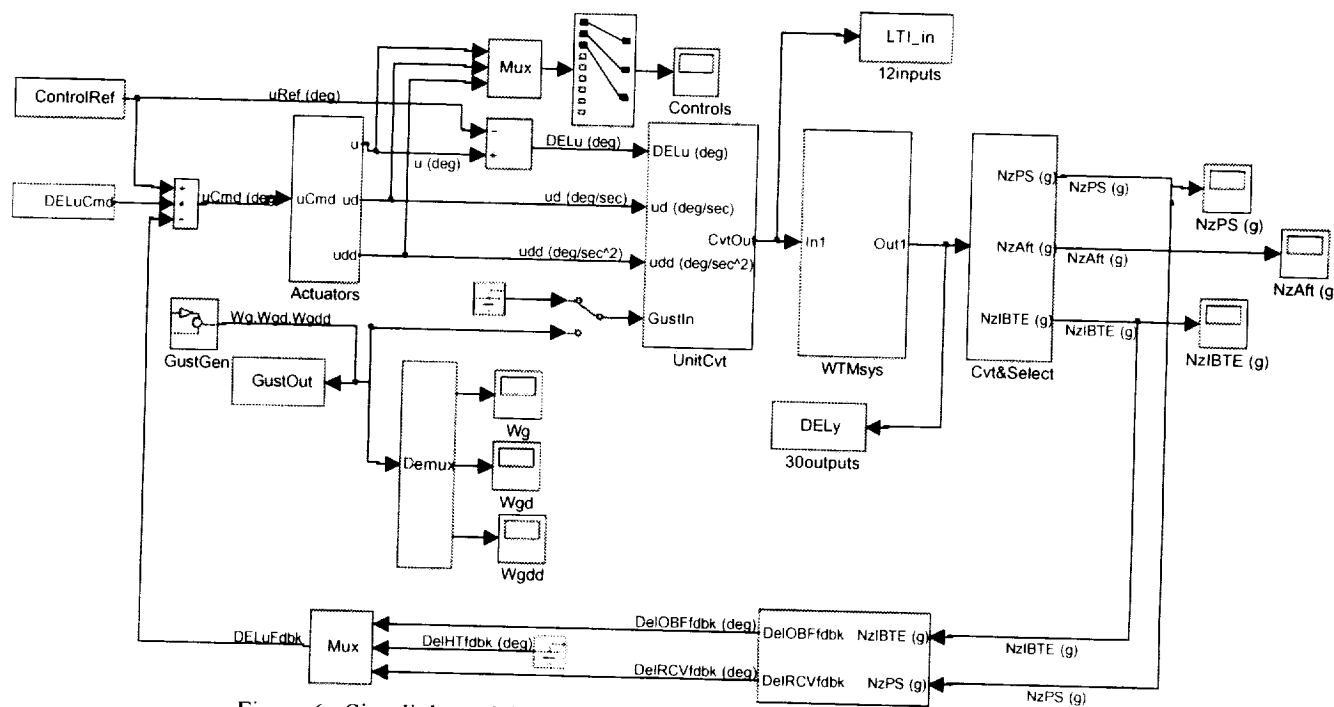 LTI_in
12inputs
Mux
Controls
ControlRef
uRef (deg)
DELu (deg)
DELu (deg)
u
u (deg)
DELuCmd
uCmd (deg)
uCmd
ud
ud (deg/sec)
ud (deg/sec)
udd
udd (deg/sec^2)
udd (deg/sec^2)
Actuators
CvtOut
GustIn
UnitCvt
In1
Out1
WTMsys
NzPS (g)
NzPS (g)
NzPS (g)
NzAft (g)
NzAft (g)
NzAft (g
NzIBTE (g)
NzIBTE (g)
NzIBTE (g)
Cvt&Select
Wg,Wgd,Wgdd
GustGen
GustOut
Demux
Wg
Wgd
Wgdd
DELy
30outputs
DELuFdbk
Mux
DelOBFfdbk (deg)
DelHTfdbk (deg)
DelRCVfdbk (deg)
DelOBFfdbk
NzIBTE (g)
NzIBTE (g)
DelRCVfdbk
NzPS (g)
NzPS (g)